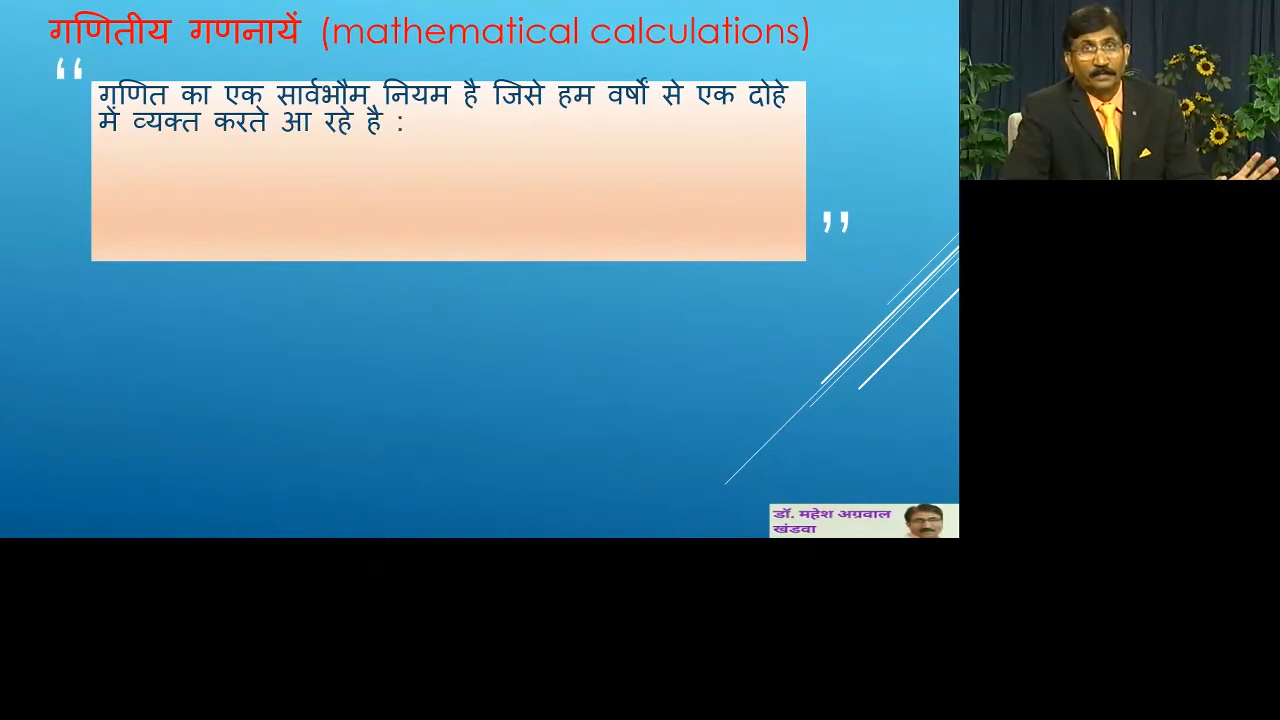 गणितीय गणनायें (mathematical calculations)
“
गणित का एक सार्वभौम नियम है जिसे हम वर्षों से एक दोहे
में व्यक्त करते आ रहे है :
”
डॉ. महेश अग्रवाल
खंडवा